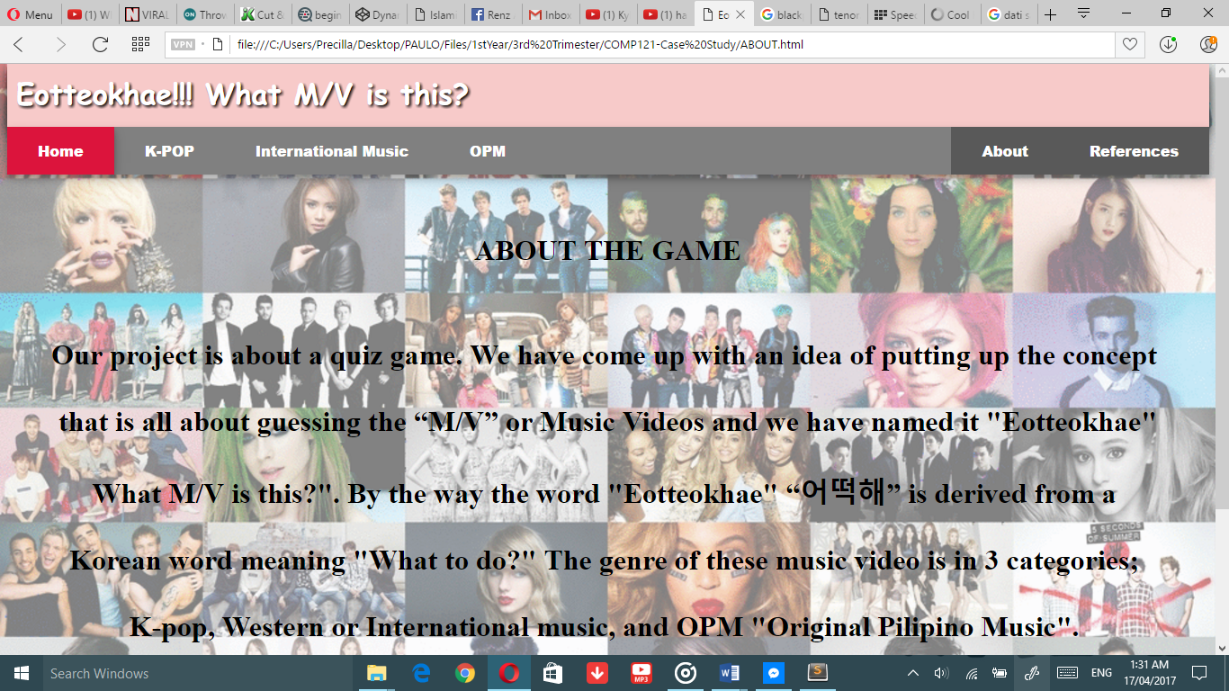 Menu
(1) W
VIRAL
Throw
Cut &
begin
Dynar
Islami
Renz
Inbox
(1) Ky
(1) ha
Eo
black
tenor
Speed
Cool
dati s
VPN
file:///C:/Users/Precilla/Desktop/PAULO/Files/1stYear/3rd%20Trimester/COMP121-Case%20Study/ABOUT.html
Eotteokhae!!! What M/V is this?
Home K-POP International Music OPM About References
ABOUT THE GAME
Our project is about a quiz game. We have come up with an idea of putting up the concept
that is all about guessing the “M/V” or Music Videos and we have named it "Eotteokhae"
What M/V is this?". By the way the word "Eotteokhae" “어떡해” is derived from a
Korean word meaning "What to do?" The genre of these music video is in 3 categories;
5 SECONDS
OF SUMMER
K-pop, Western or International music, and OPM "Original Pilipino Music".
Search Windows
MP3
ENG
1:31 AM
17/04/2017